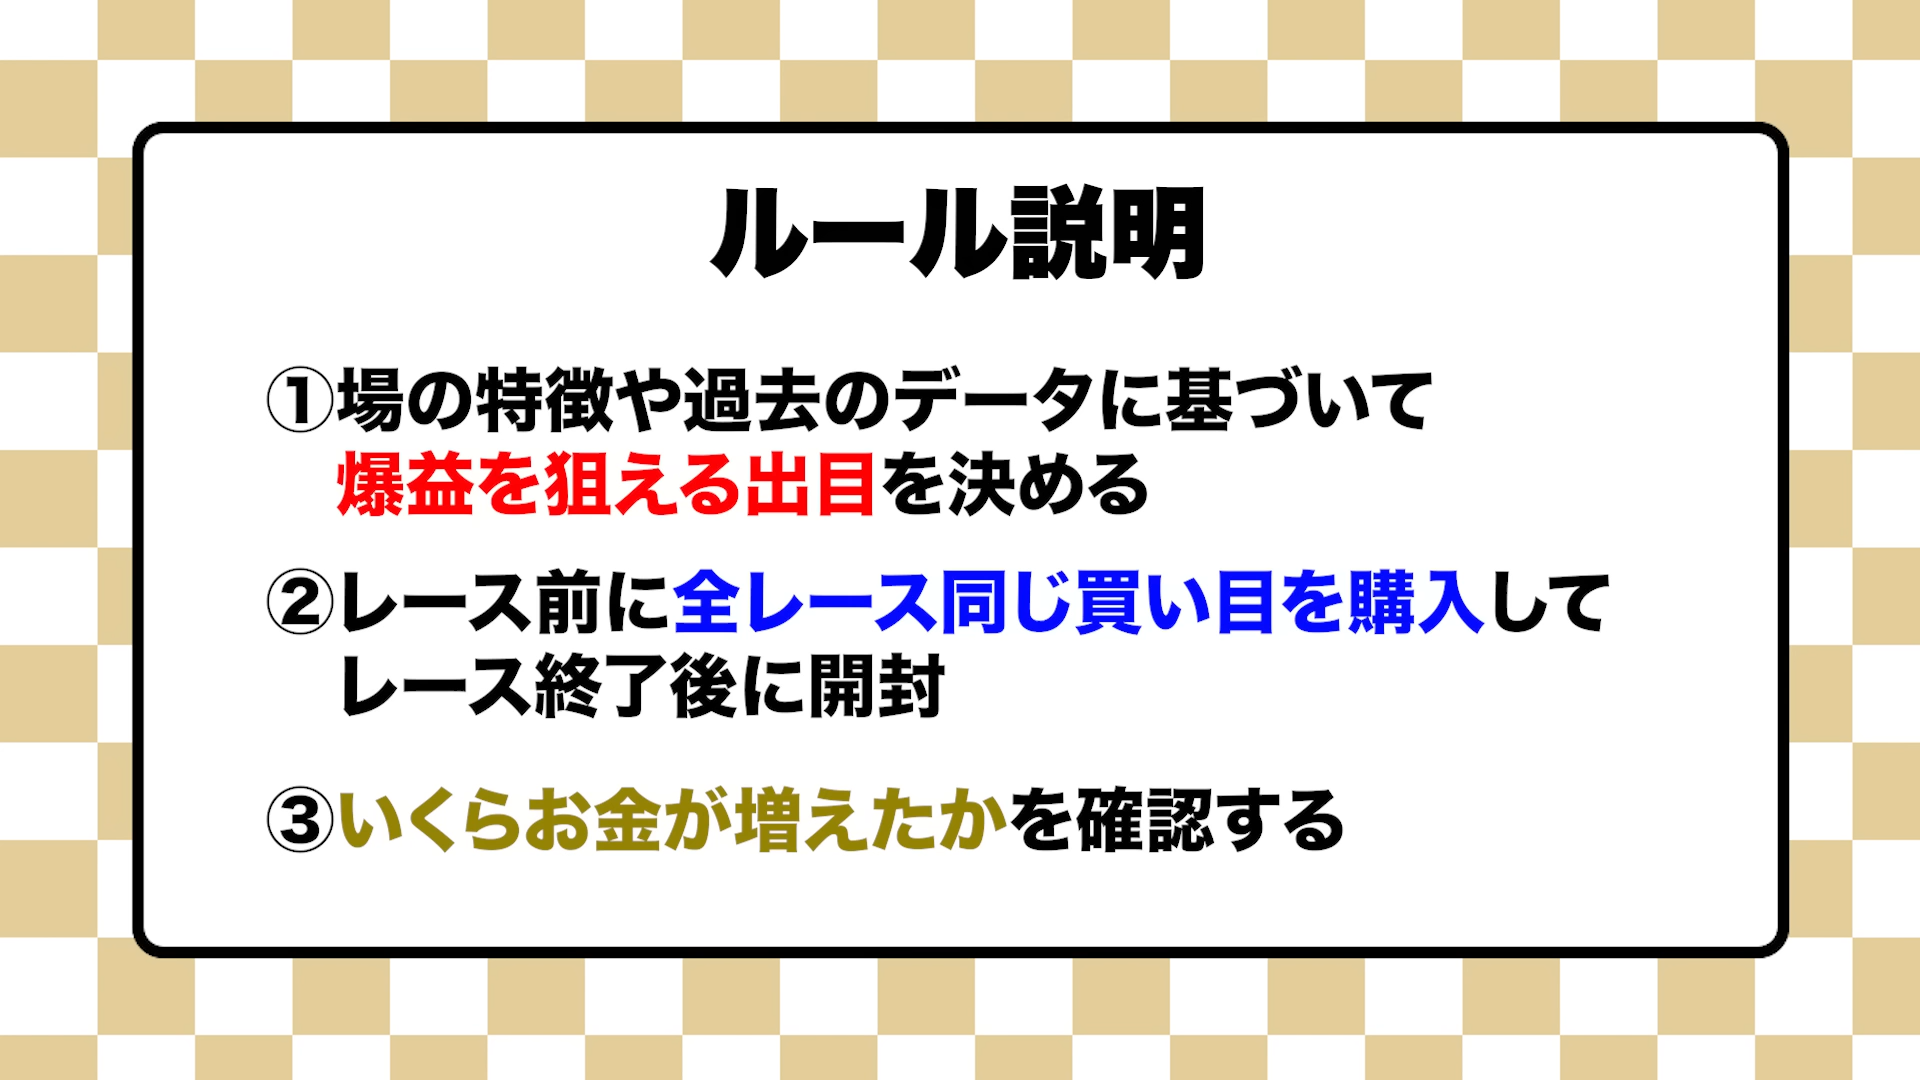 ルール説明
①場の特徴や過去のデータに基づいて
爆益を狙える出目を決める
②レース前に全レース同じ買い目を購入して
レース終了後に開封
③いくらお金が増えたかを確認する